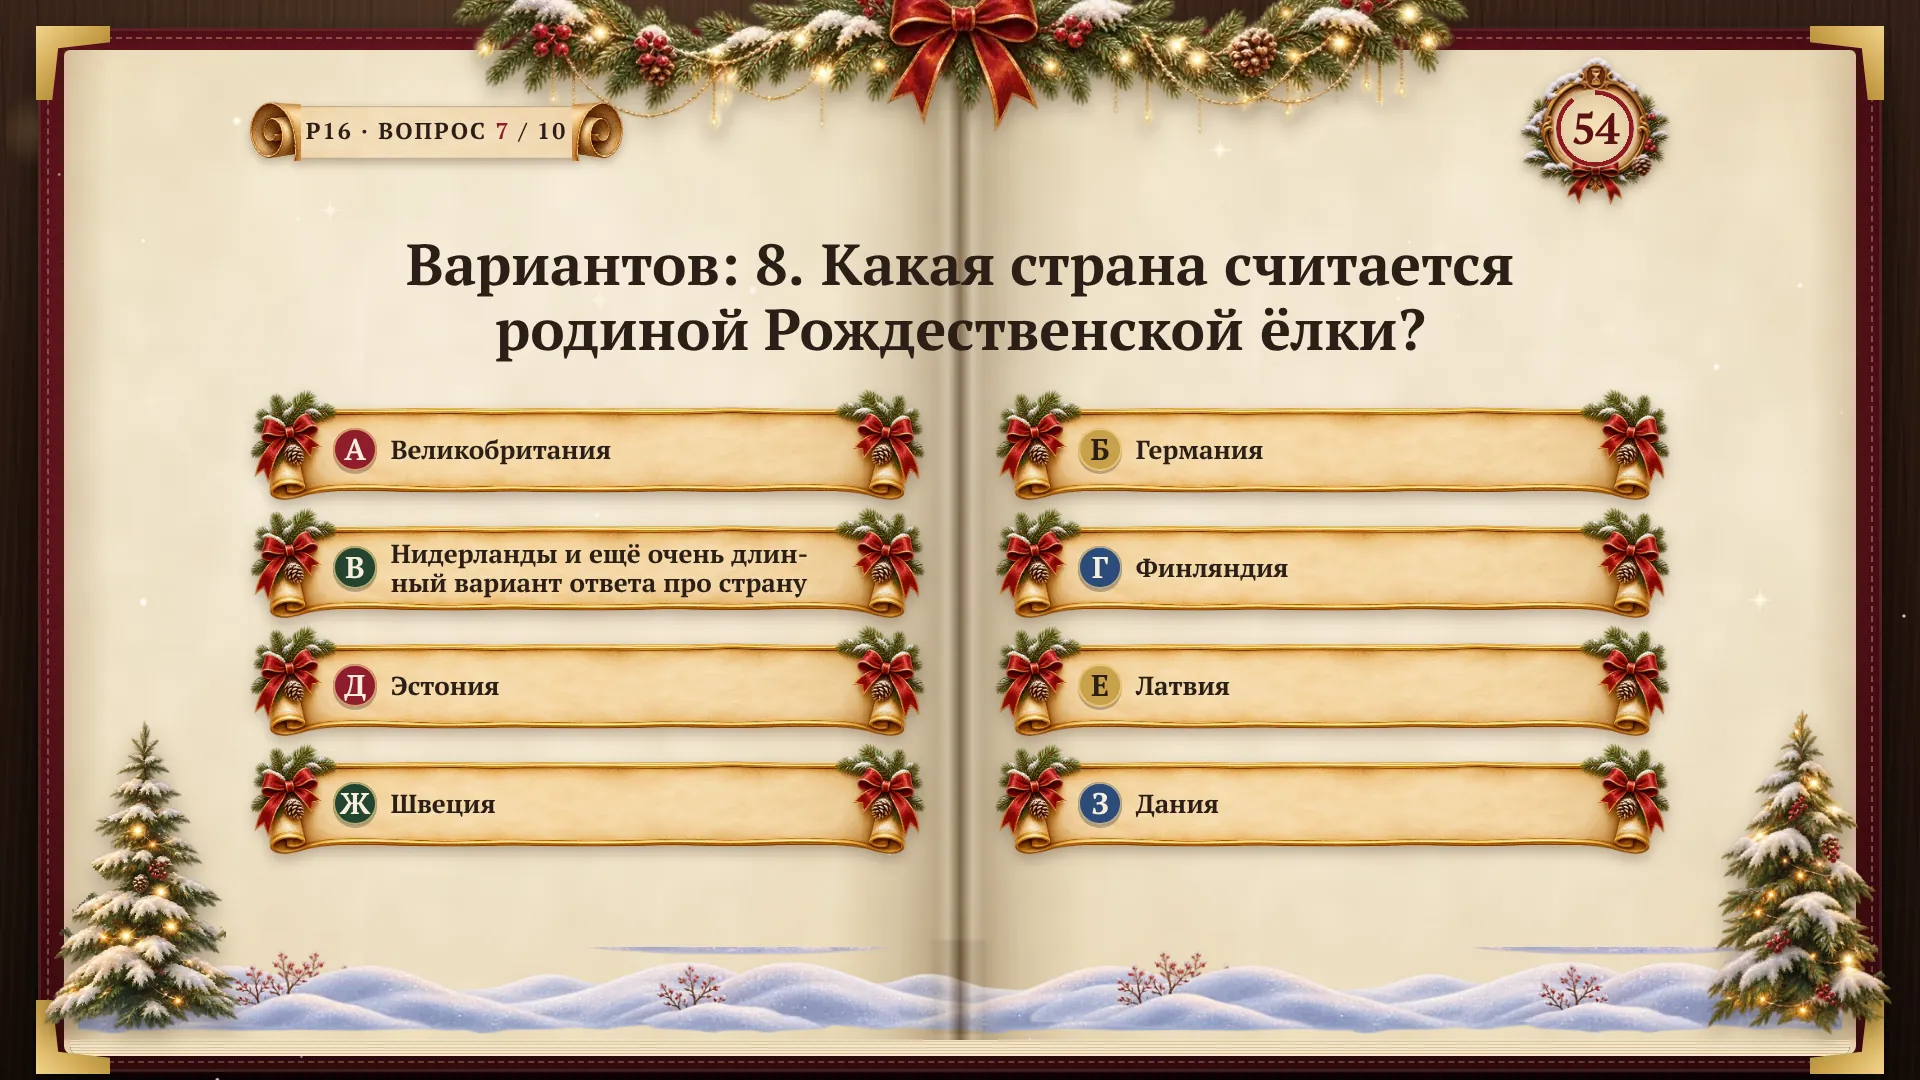 Р16 · ВОПРОС 7 / 10
54
Вариантов: 8. Какая страна считается
родиной Рождественской ёлки?
А Великобритания
Б Германия
В Нидерланды и ещё очень длин-
ный вариант ответа про страну
Г Финляндия
Д Эстония
Е Латвия
Ж Швеция
З Дания